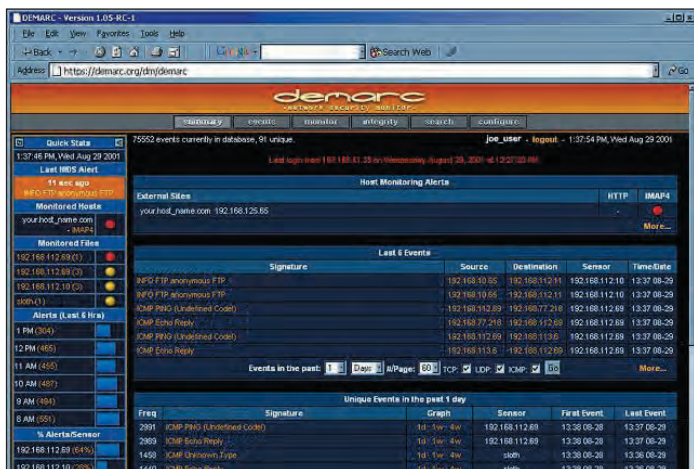 DEMARC - Version 1.05-RC-1
File Edit View Favorites Tools Help
Back
Google
Search Web
Address https://demarc.org/dm/demarc
Go
demarc
-network security monitor-
summary events monitor integrity search configure
Quick Stats
75552 events currently in database, 91 unique.
joe_user - logout - 1:37:54 PM, Wed Aug 29 2001
1:37:46 PM, Wed Aug 29 2001
Last NIDS Alert
11 sec ago
INFO FTP anonymous FTP
Monitored Hosts
your.host_name.com
- IMAP4
Monitored Files
192.168.112.69 (1)
192.168.112.69 (3)
192.168.112.10 (3)
sloth (1)
Alerts (Last 6 Hrs)
1 PM (304)
12 PM (465)
11 AM (455)
10 AM (487)
9 AM (494)
8 AM (551)
% Alerts/Sensor
192.168.112.69 (64%)
192.168.112.10
Host Monitoring Alerts
External Sites HTTP IMAP4
your.host_name.com 192.168.125.65 -
More...
Last 6 Events
Signature Source Destination Sensor Time/Date
INFO FTP anonymous FTP 192.168.10.65 192.168.112.11 192.168.112.10 13:37 08-29
INFO FTP anonymous FTP 192.168.10.65 192.168.112.11 192.168.112.10 13:37 08-29
ICMP PING (Undefined Code!) 192.168.112.69 192.168.77.218 192.168.112.69 13:37 08-29
ICMP Echo Reply 192.168.77.218 192.168.112.69 192.168.112.69 13:37 08-29
ICMP PING (Undefined Code!) 192.168.112.69 192.168.113.6 192.168.112.69 13:37 08-29
ICMP Echo Reply 192.168.113.6 192.168.112.69 192.168.112.69 13:37 08-29
Events in the past: 1 Days #/Page: 60 TCP: UDP: ICMP: Go More...
Unique Events in the past 1 day
Freq Signature Graph Sensor First Event Last Event
2991 ICMP PING (Undefined Code!) 1d 1w 4w 192.168.112.69 13:38 08-28 13:37 08-29
2989 ICMP Echo Reply 1d 1w 4w 192.168.112.69 13:38 08-28 13:37 08-29
1458 ICMP Unknown Type 1d 1w 4w sloth 13:38 08-28 13:36 08-29